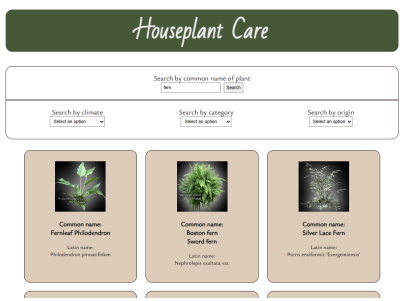 Houseplant Care
Search by common name of plant
fern Search
Search by climate Search by category Search by origin
Select an option Select an option Select an option
Common name:
Fernleaf Philodendron
Latin name:
Philodendron pinnatifidum
Common name:
Boston fern
Sword fern
Latin name:
Nephrolepis exaltata vas
Common name:
Silver Lace Fern
Latin name:
Pteris ensiformis 'Evergemiensis'